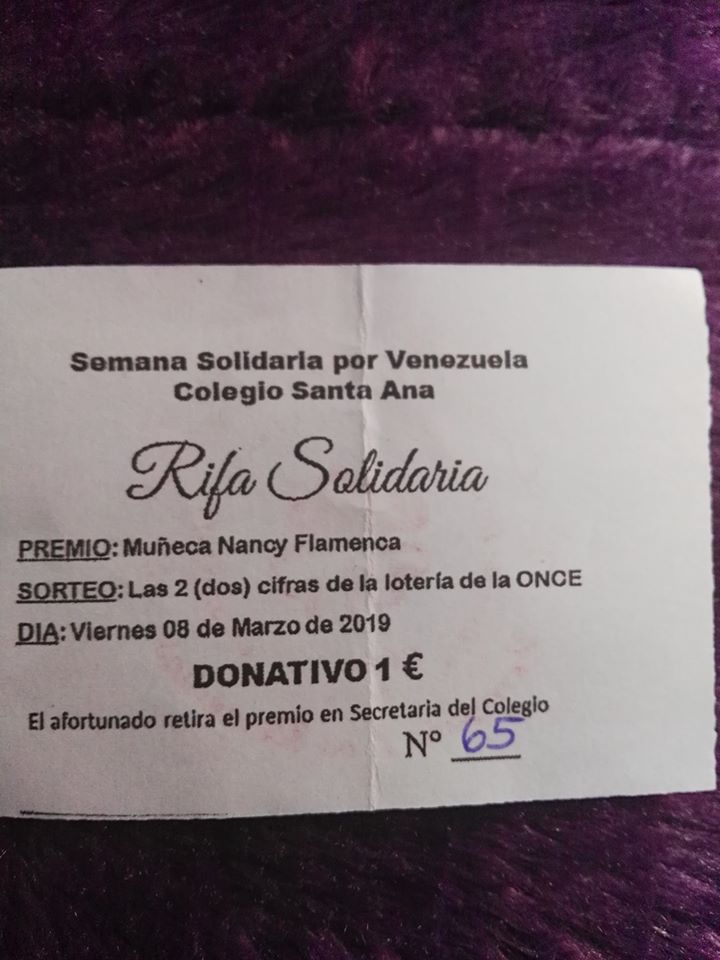 Semana Solidaria por Venezuela
Colegio Santa Ana
Rifa Solidaria
PREMIO: Muñeca Nancy Flamenca
SORTEO: Las 2 (dos) cifras de la lotería de la ONCE
DIA: Viernes 08 de Marzo de 2019
DONATIVO 1 €
El afortunado retira el premio en Secretaria del Colegio
Nº 65